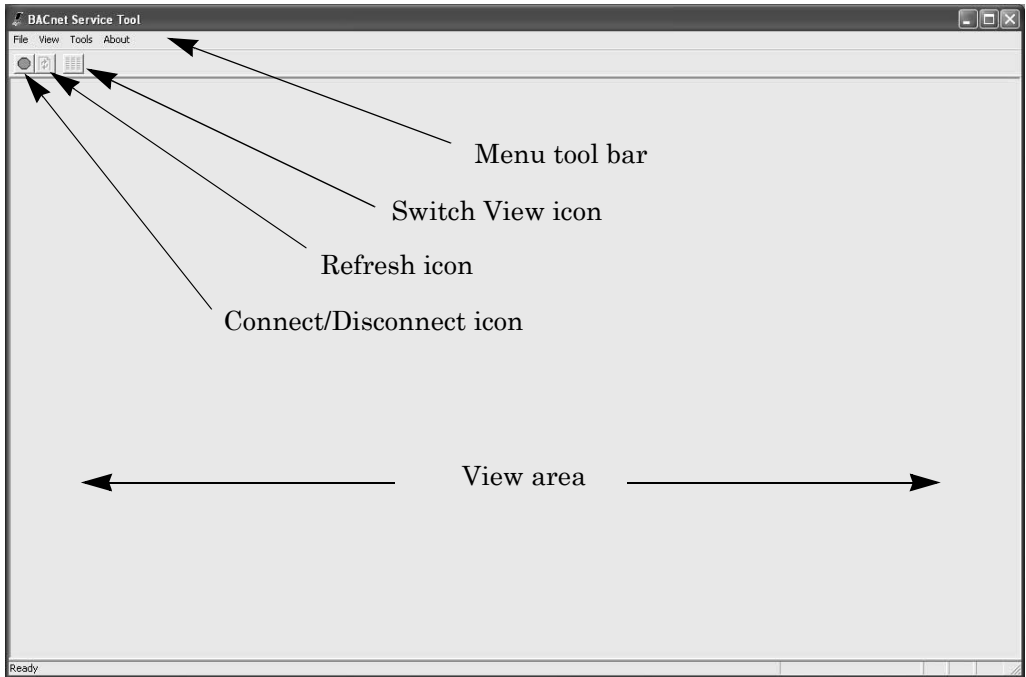 BACnet Service Tool
File View Tools About
Menu tool bar
Switch View icon
Refresh icon
Connect/Disconnect icon
View area
Ready